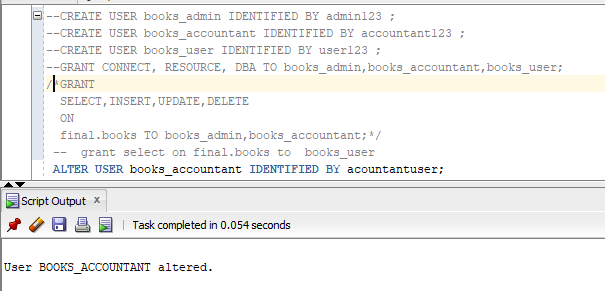 --CREATE USER books_admin IDENTIFIED BY admin123 ;
--CREATE USER books_accountant IDENTIFIED BY accountant123 ;
--CREATE USER books_user IDENTIFIED BY user123 ;
--GRANT CONNECT, RESOURCE, DBA TO books_admin,books_accountant,books_user;
/*GRANT
SELECT,INSERT,UPDATE,DELETE
ON
final.books TO books_admin,books_accountant;*/
-- grant select on final.books to books_user
ALTER USER books_accountant IDENTIFIED BY acountantuser;
Script Output x
Task completed in 0.054 seconds
User BOOKS_ACCOUNTANT altered.